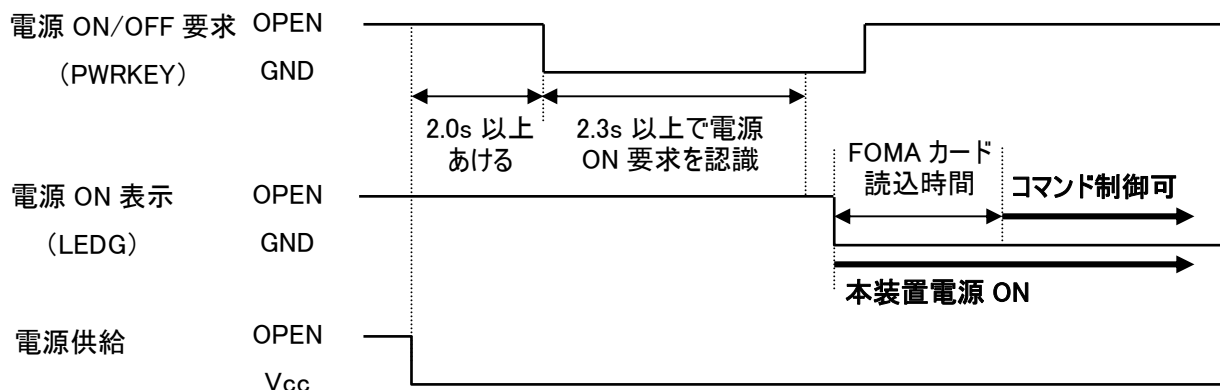 電源 ON/OFF 要求 OPEN
（PWRKEY） GND
2.0s 以上
あける
2.3s 以上で電源
ON 要求を認識
FOMA カード
読込時間
コマンド制御可
電源 ON 表示 OPEN
（LEDG） GND
本装置電源 ON
電源供給 OPEN
Vcc